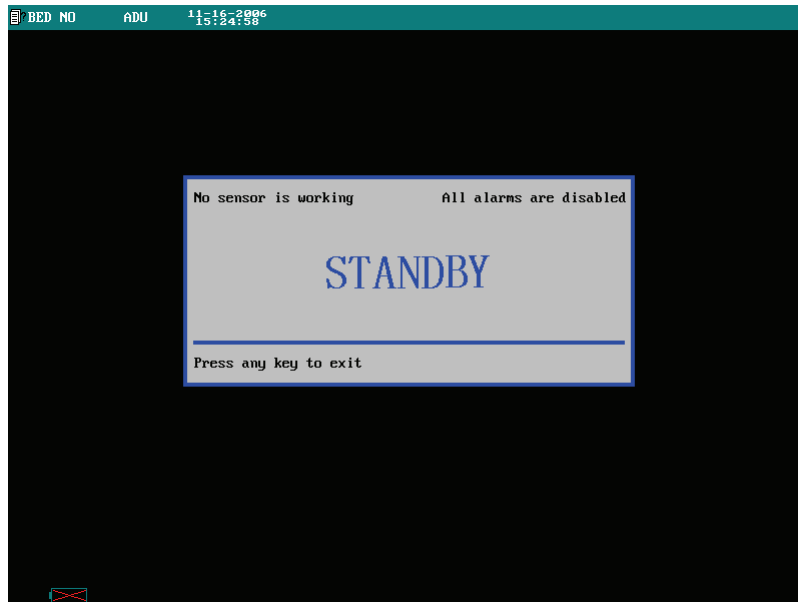 BED NO ADU 11-16-2006
15:24:58
No sensor is working All alarms are disabled
STANDBY
Press any key to exit